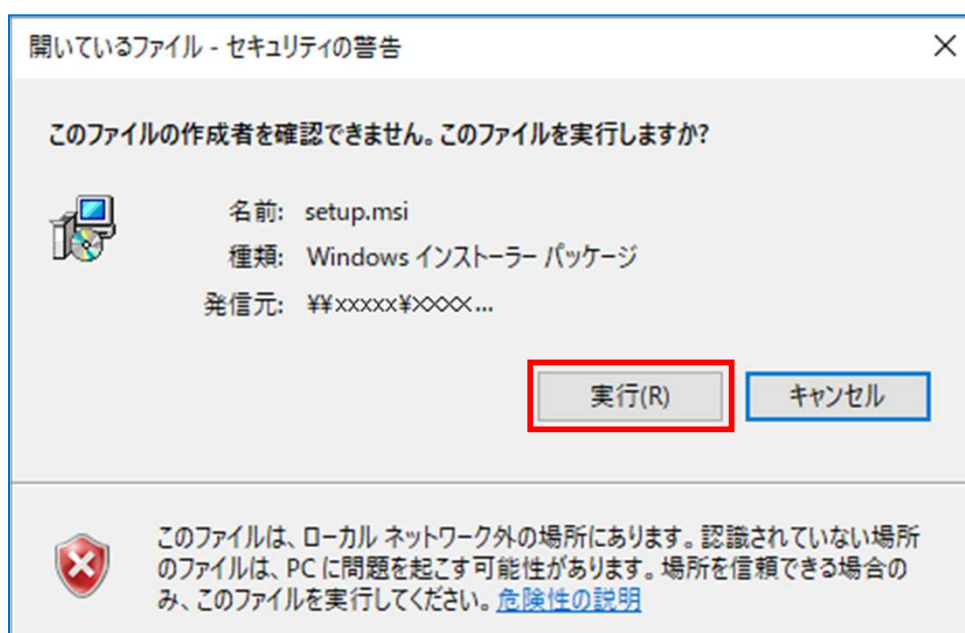 開いているファイル - セキュリティの警告
このファイルの作成者を確認できません。このファイルを実行しますか?
名前: setup.msi
種類: Windows インストーラー パッケージ
発信元: ¥¥xxxxx¥xxxx...
実行(R) キャンセル
このファイルは、ローカル ネットワーク外の場所にあります。認識されていない場所
のファイルは、PC に問題を起こす可能性があります。場所を信頼できる場合の
み、このファイルを実行してください。危険性の説明